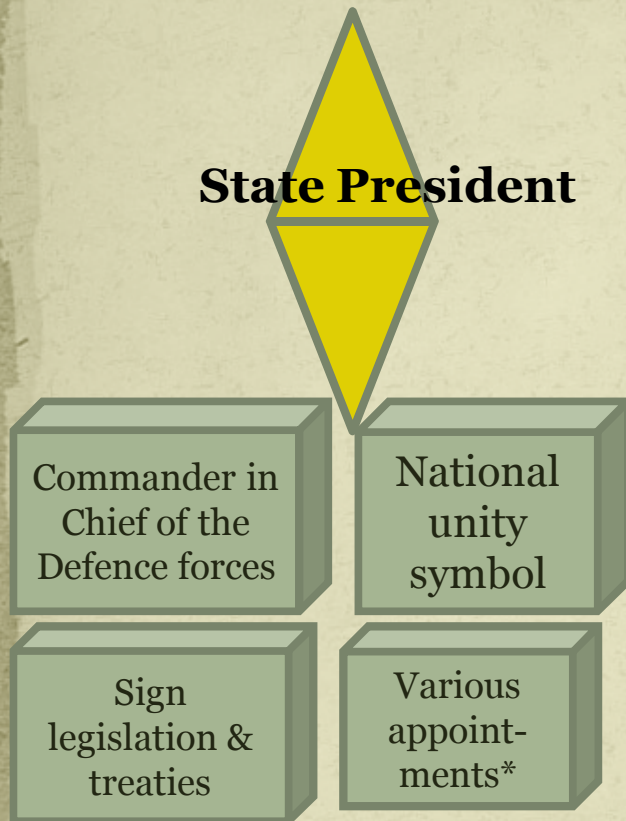 State President
Commander in
Chief of the
Defence forces
National
unity
symbol
Sign
legislation &
treaties
Various
appoint-
ments*